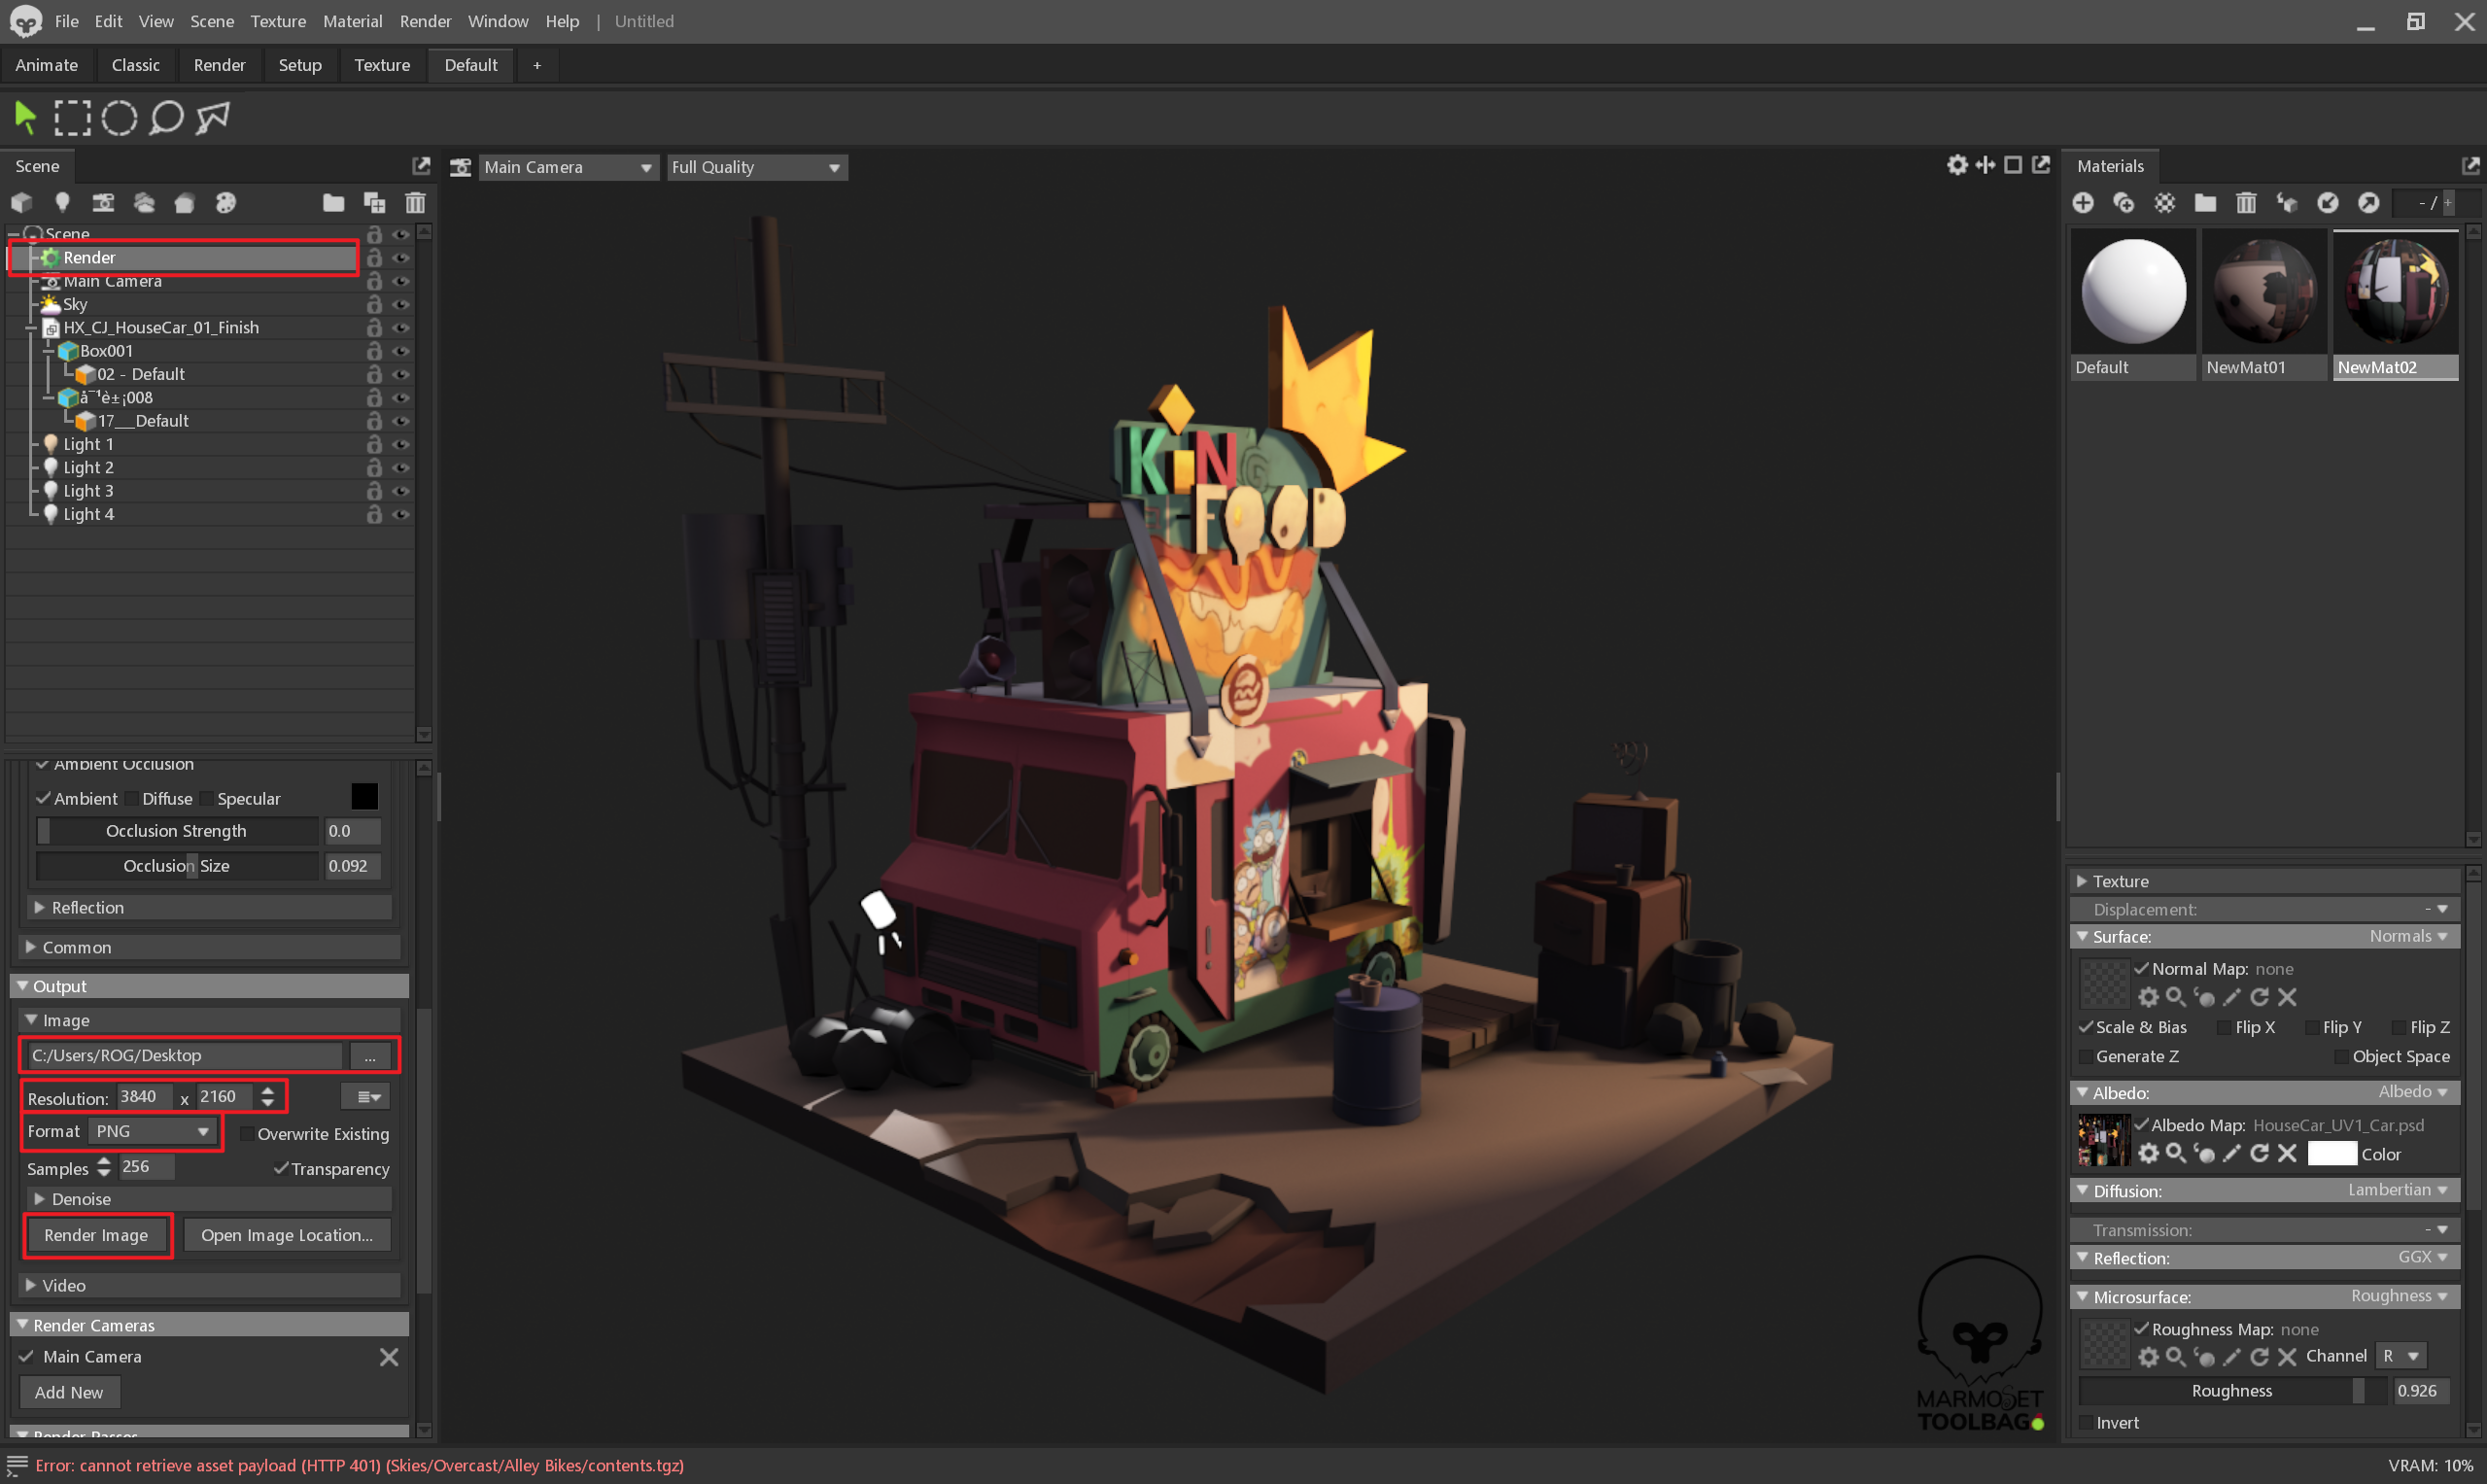 File Edit View Scene Texture Material Render Window Help | Untitled
Animate Classic Render Setup Texture Default +
Scene
Main Camera Full Quality
Materials
- / +
Scene
Render
Main Camera
Sky
HX_CJ_HouseCar_01_Finish
Box001
02 - Default
å¯¹è±¡008
17__Default
Light 1
Light 2
Light 3
Light 4
Default NewMat01 NewMat02
KiNG
FOOD
Ambient Occlusion
Ambient Diffuse Specular
Occlusion Strength 0.0
Occlusion Size 0.092
Reflection
Common
Output
Image
C:/Users/ROG/Desktop ...
Resolution: 3840 x 2160
Format PNG Overwrite Existing
Samples 256 Transparency
Denoise
Render Image Open Image Location...
Video
Render Cameras
Main Camera
Add New
Render Passes
Texture
Displacement: -
Surface: Normals
Normal Map: none
Scale & Bias Flip X Flip Y Flip Z
Generate Z Object Space
Albedo: Albedo
Albedo Map: HouseCar_UV1_Car.psd
Color
Diffusion: Lambertian
Transmission: -
Reflection: GGX
Microsurface: Roughness
Roughness Map: none
Channel R
Roughness 0.926
Invert
MARMOSET
TOOLBAG
Error: cannot retrieve asset payload (HTTP 401) (Skies/Overcast/Alley Bikes/contents.tgz)
VRAM: 10%